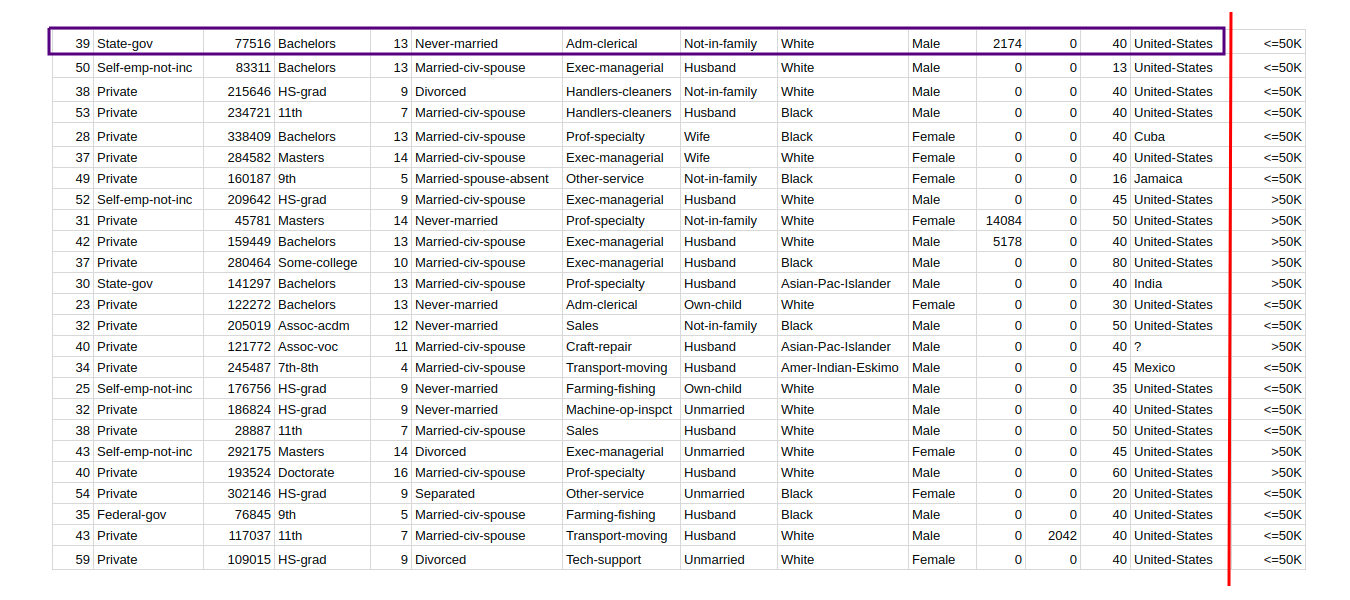 39 State-gov 77516 Bachelors 13 Never-married Adm-clerical Not-in-family White Male 2174 0 40 United-States <=50K
50 Self-emp-not-inc 83311 Bachelors 13 Married-civ-spouse Exec-managerial Husband White Male 0 0 13 United-States <=50K
38 Private 215646 HS-grad 9 Divorced Handlers-cleaners Not-in-family White Male 0 0 40 United-States <=50K
53 Private 234721 11th 7 Married-civ-spouse Handlers-cleaners Husband Black Male 0 0 40 United-States <=50K
28 Private 338409 Bachelors 13 Married-civ-spouse Prof-specialty Wife Black Female 0 0 40 Cuba <=50K
37 Private 284582 Masters 14 Married-civ-spouse Exec-managerial Wife White Female 0 0 40 United-States <=50K
49 Private 160187 9th 5 Married-spouse-absent Other-service Not-in-family Black Female 0 0 16 Jamaica <=50K
52 Self-emp-not-inc 209642 HS-grad 9 Married-civ-spouse Exec-managerial Husband White Male 0 0 45 United-States >50K
31 Private 45781 Masters 14 Never-married Prof-specialty Not-in-family White Female 14084 0 50 United-States >50K
42 Private 159449 Bachelors 13 Married-civ-spouse Exec-managerial Husband White Male 5178 0 40 United-States >50K
37 Private 280464 Some-college 10 Married-civ-spouse Exec-managerial Husband Black Male 0 0 80 United-States >50K
30 State-gov 141297 Bachelors 13 Married-civ-spouse Prof-specialty Husband Asian-Pac-Islander Male 0 0 40 India >50K
23 Private 122272 Bachelors 13 Never-married Adm-clerical Own-child White Female 0 0 30 United-States <=50K
32 Private 205019 Assoc-acdm 12 Never-married Sales Not-in-family Black Male 0 0 50 United-States <=50K
40 Private 121772 Assoc-voc 11 Married-civ-spouse Craft-repair Husband Asian-Pac-Islander Male 0 0 40 ? >50K
34 Private 245487 7th-8th 4 Married-civ-spouse Transport-moving Husband Amer-Indian-Eskimo Male 0 0 45 Mexico <=50K
25 Self-emp-not-inc 176756 HS-grad 9 Never-married Farming-fishing Own-child White Male 0 0 35 United-States <=50K
32 Private 186824 HS-grad 9 Never-married Machine-op-inspct Unmarried White Male 0 0 40 United-States <=50K
38 Private 28887 11th 7 Married-civ-spouse Sales Husband White Male 0 0 50 United-States <=50K
43 Self-emp-not-inc 292175 Masters 14 Divorced Exec-managerial Unmarried White Female 0 0 45 United-States >50K
40 Private 193524 Doctorate 16 Married-civ-spouse Prof-specialty Husband White Male 0 0 60 United-States >50K
54 Private 302146 HS-grad 9 Separated Other-service Unmarried Black Female 0 0 20 United-States <=50K
35 Federal-gov 76845 9th 5 Married-civ-spouse Farming-fishing Husband Black Male 0 0 40 United-States <=50K
43 Private 117037 11th 7 Married-civ-spouse Transport-moving Husband White Male 0 2042 40 United-States <=50K
59 Private 109015 HS-grad 9 Divorced Tech-support Unmarried White Female 0 0 40 United-States <=50K